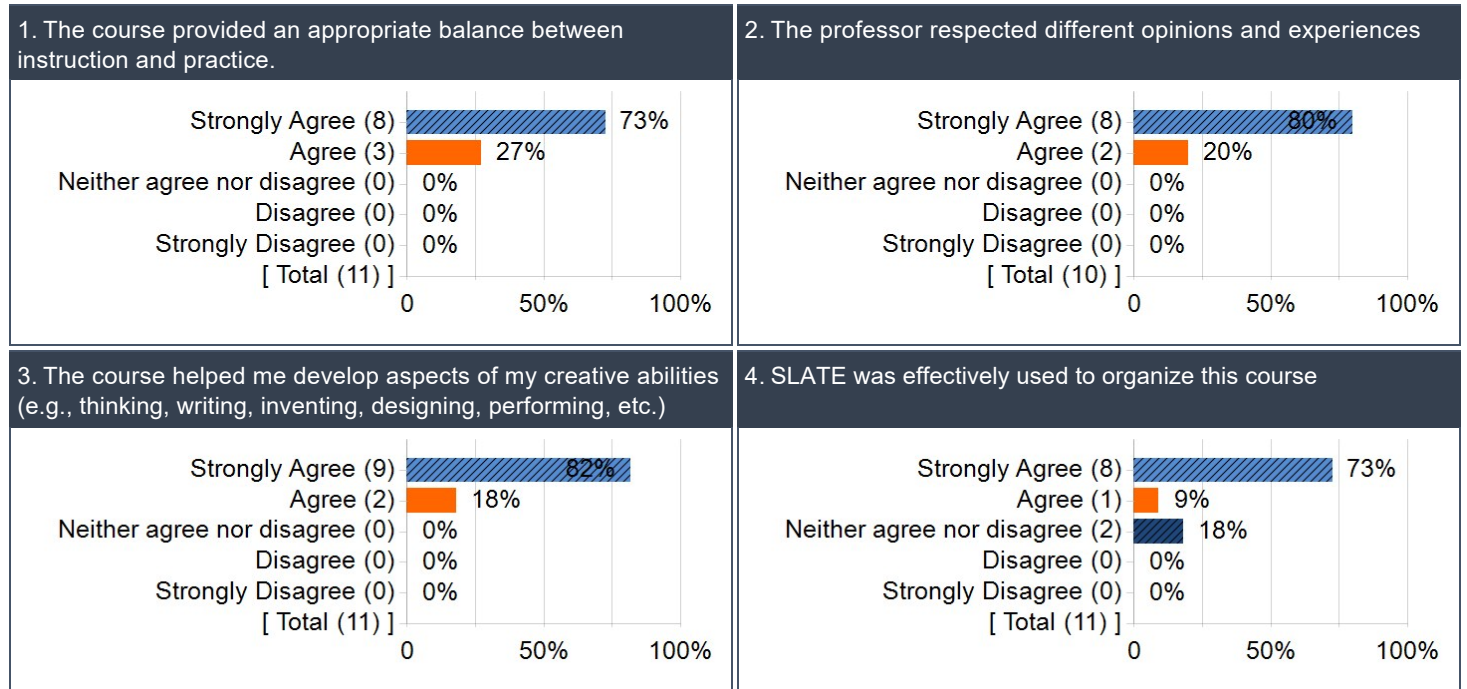 1. The course provided an appropriate balance between
instruction and practice.
Strongly Agree (8) 73%
Agree (3) 27%
Neither agree nor disagree (0) 0%
Disagree (0) 0%
Strongly Disagree (0) 0%
[ Total (11) ]
0 50% 100%
2. The professor respected different opinions and experiences
Strongly Agree (8) 80%
Agree (2) 20%
Neither agree nor disagree (0) 0%
Disagree (0) 0%
Strongly Disagree (0) 0%
[ Total (10) ]
0 50% 100%
3. The course helped me develop aspects of my creative abilities
(e.g., thinking, writing, inventing, designing, performing, etc.)
Strongly Agree (9) 82%
Agree (2) 18%
Neither agree nor disagree (0) 0%
Disagree (0) 0%
Strongly Disagree (0) 0%
[ Total (11) ]
0 50% 100%
4. SLATE was effectively used to organize this course
Strongly Agree (8) 73%
Agree (1) 9%
Neither agree nor disagree (2) 18%
Disagree (0) 0%
Strongly Disagree (0) 0%
[ Total (11) ]
0 50% 100%